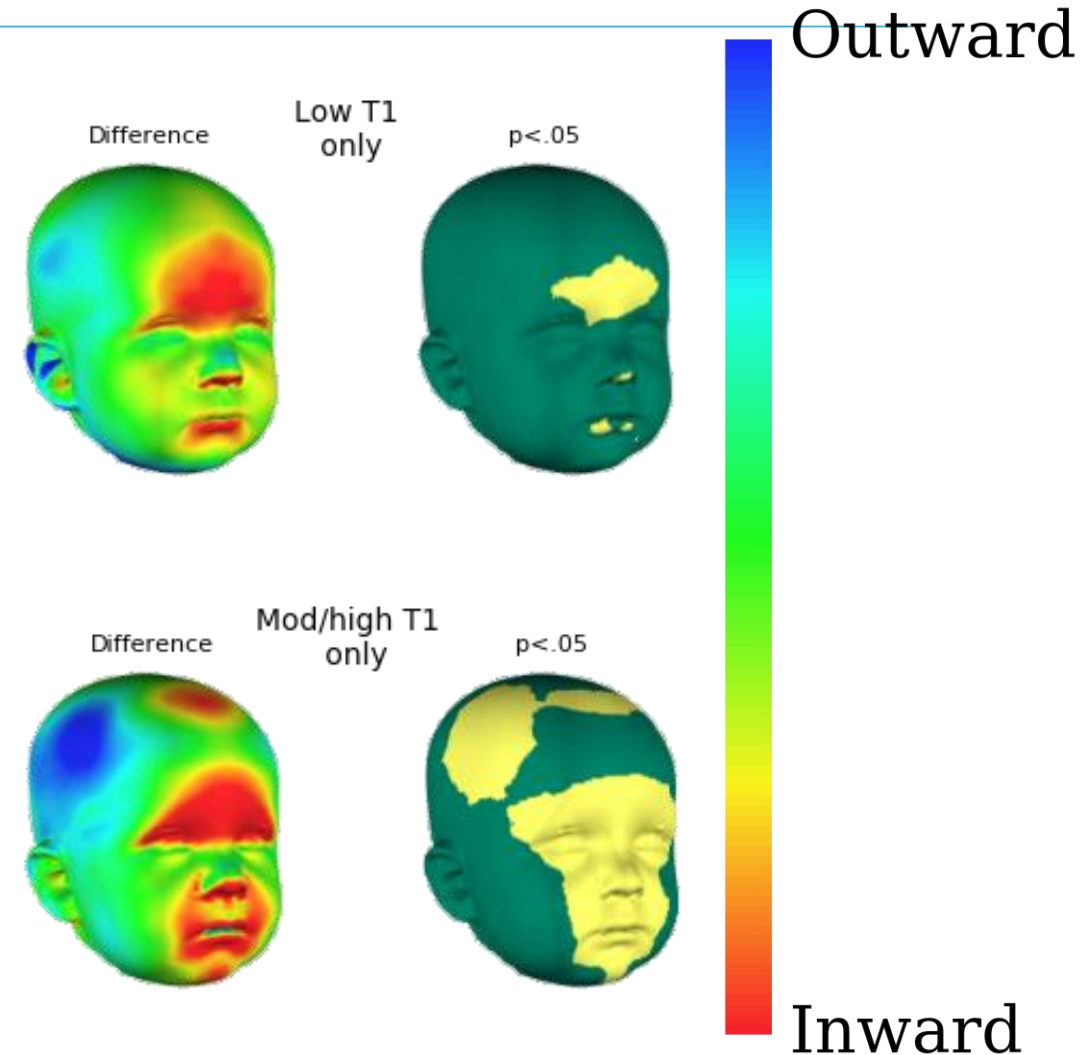 Outward
Low T1
only
Difference
p<.05
Mod/high T1
only
Difference
p<.05
Inward